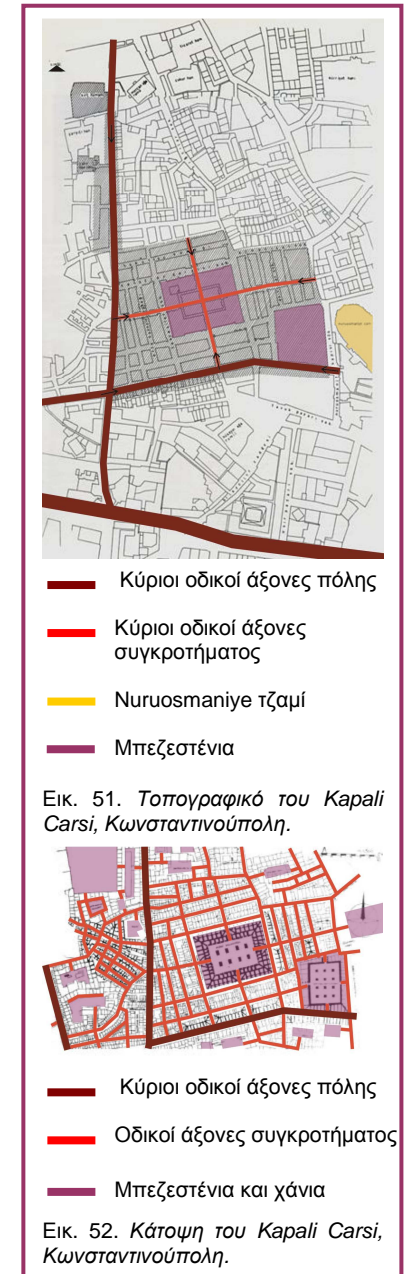 Κύριοι οδικοί άξονες πόλης
Κύριοι οδικοί άξονες
συγκροτήματος
Nuruosmaniye τζαμί
Μπεζεστένια
Εικ. 51. Τοπογραφικό του Kapali
Carsi, Κωνσταντινούπολη.
Κύριοι οδικοί άξονες πόλης
Οδικοί άξονες συγκροτήματος
Μπεζεστένια και χάνια
Εικ. 52. Κάτοψη του Kapali Carsi,
Κωνσταντινούπολη.